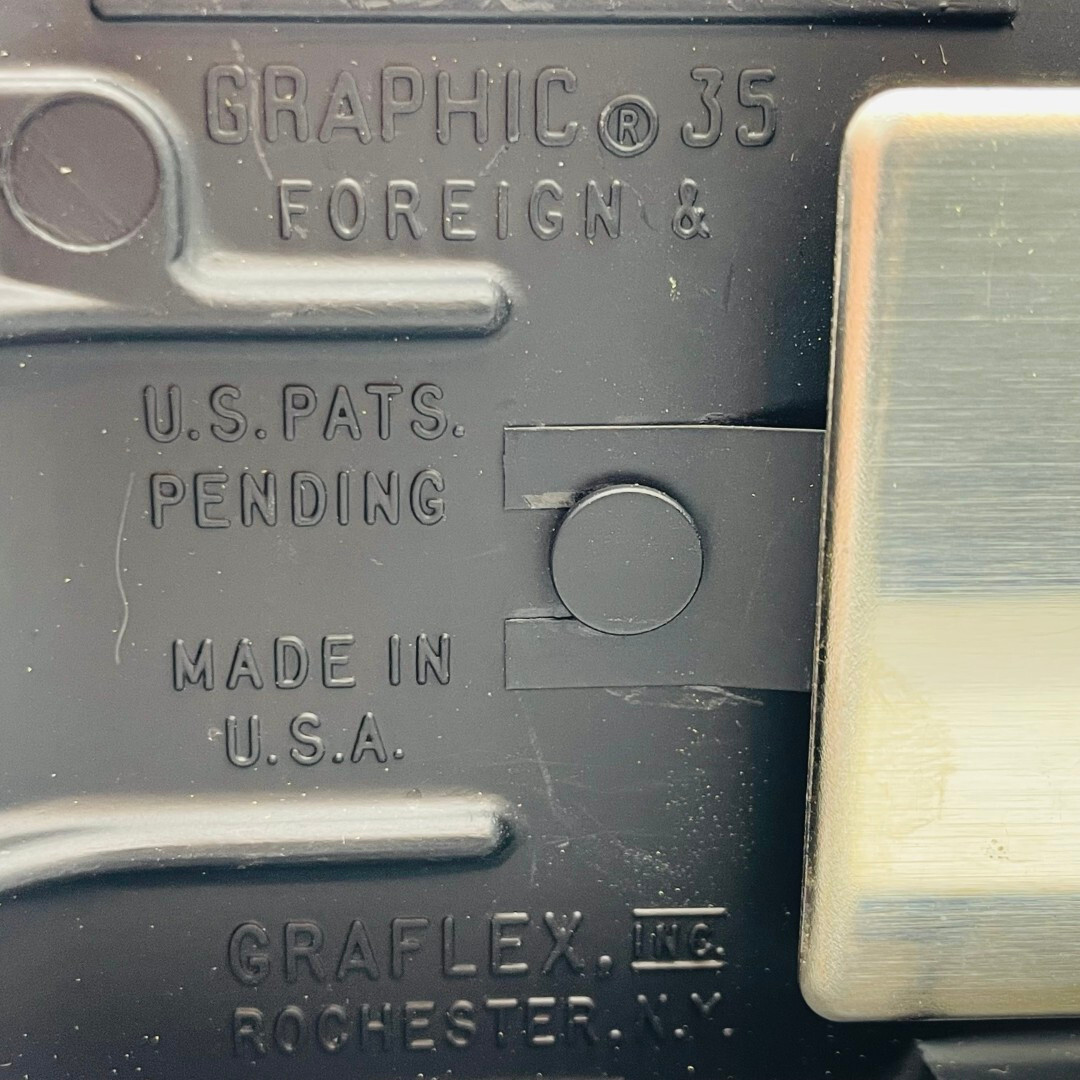 GRAPHIC® 35
FOREIGN &
U.S. PATS.
PENDING
MADE IN
U.S.A.
GRAFLEX, INC.
ROCHESTER. N.Y.